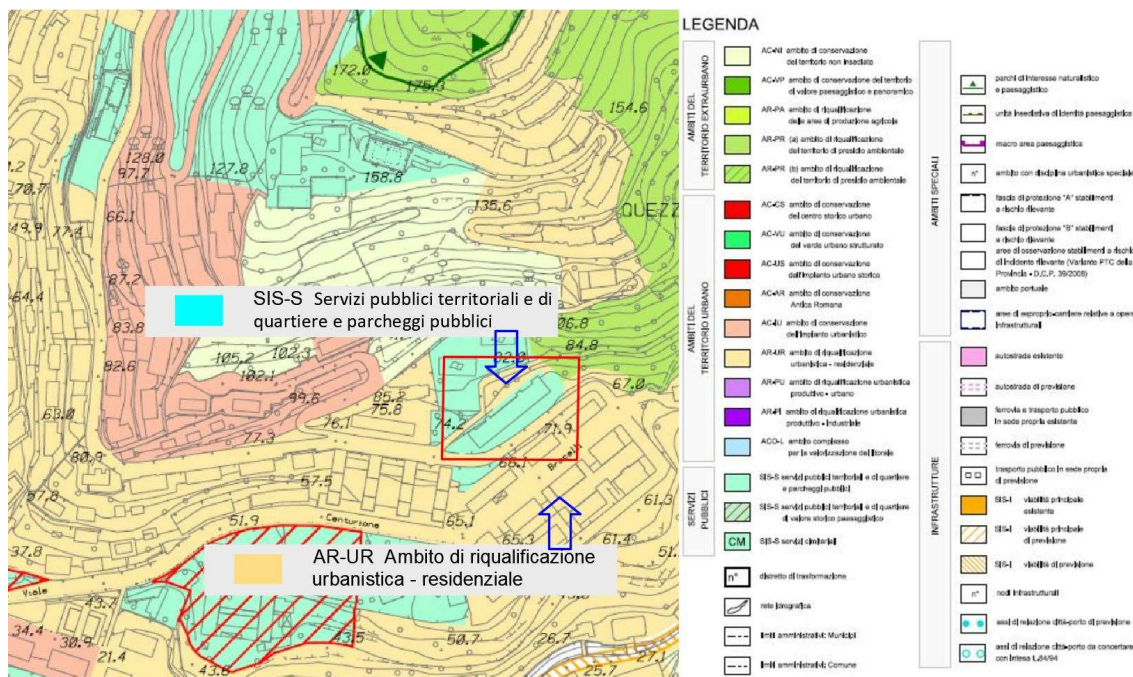 172.0
175.3
154.6
128.0
97.7
127.8
158.8
70.7
66.1
135.6
QUEZZ
49.9
77.4
87.2
64.4
SIS-S Servizi pubblici territoriali e di
quartiere e parcheggi pubblici
83.8
106.8
84.8
105.2
102.3
102.1
82.6
67.0
99.6
85.2
75.8
63.0
76.1
74.2
71.9
77.3
80.9
68.1
57.5
57.8
61.3
51.9
Centurione
65.1
61.4
37.8
AR-UR Ambito di riqualificazione
urbanistica - residenziale
Viale
43.7
34.4
30.9
21.4
43.5
50.7
26.7
43.6
25.7
27.1
LEGENDA
AMBITI DEL
TERRITORIO EXTRAURBANO
AC-NI ambito di conservazione
del territorio non insediato
AC-VP ambito di conservazione del territorio
di valore paesaggistico e panoramico
AR-PA ambito di riqualificazione
delle aree di produzione agricola
AR-PR (a) ambito di riqualificazione
del territorio di presidio ambientale
AR-PR (b) ambito di riqualificazione
del territorio di presidio ambientale
AMBITI DEL
TERRITORIO URBANO
AC-CS ambito di conservazione
del centro storico urbano
AC-VU ambito di conservazione
del verde urbano strutturato
AC-US ambito di conservazione
dell'impianto urbano storico
AC-AR ambito di conservazione
Antica Romana
AC-IU ambito di conservazione
dell'impianto urbanistico
AR-UR ambito di riqualificazione
urbanistica - residenziale
AR-PU ambito di riqualificazione urbanistica
produttivo - urbano
AR-PI ambito di riqualificazione urbanistica
produttivo - industriale
ACO-L ambito complesso
per la valorizzazione del litorale
SERVIZI
PUBBLICI
SIS-S servizi pubblici territoriali e di quartiere
e parcheggi pubblici
SIS-S servizi pubblici territoriali e di quartiere
di valore storico paesaggistico
CM SIS-S servizi cimiteriali
n° distretto di trasformazione
rete idrografica
limiti amministrativi: Municipi
limiti amministrativi: Comune
AMBITI SPECIALI
parchi di interesse naturalistico
e paesaggistico
unità insediativa di identità paesaggistica
macro area paesaggistica
n° ambito con disciplina urbanistica speciale
fascia di protezione "A" stabilimenti
a rischio rilevante
fascia di protezione "B" stabilimenti
a rischio rilevante
aree di osservazione stabilimenti a rischio
di incidente rilevante (Variante PTC della
Provincia - D.C.P. 39/2008)
ambito portuale
aree di esproprio-cantiere relative a opere
infrastrutturali
INFRASTRUTTURE
autostrada esistente
autostrada di previsione
ferrovia e trasporto pubblico
in sede propria esistente
ferrovia di previsione
trasporto pubblico in sede propria
di previsione
SIS-I viabilità principale
esistente
SIS-I viabilità principale
di previsione
SIS-I viabilità di previsione
n° nodi infrastrutturali
assi di relazione città-porto di previsione
assi di relazione città-porto da concertare
con intesa L.84/94